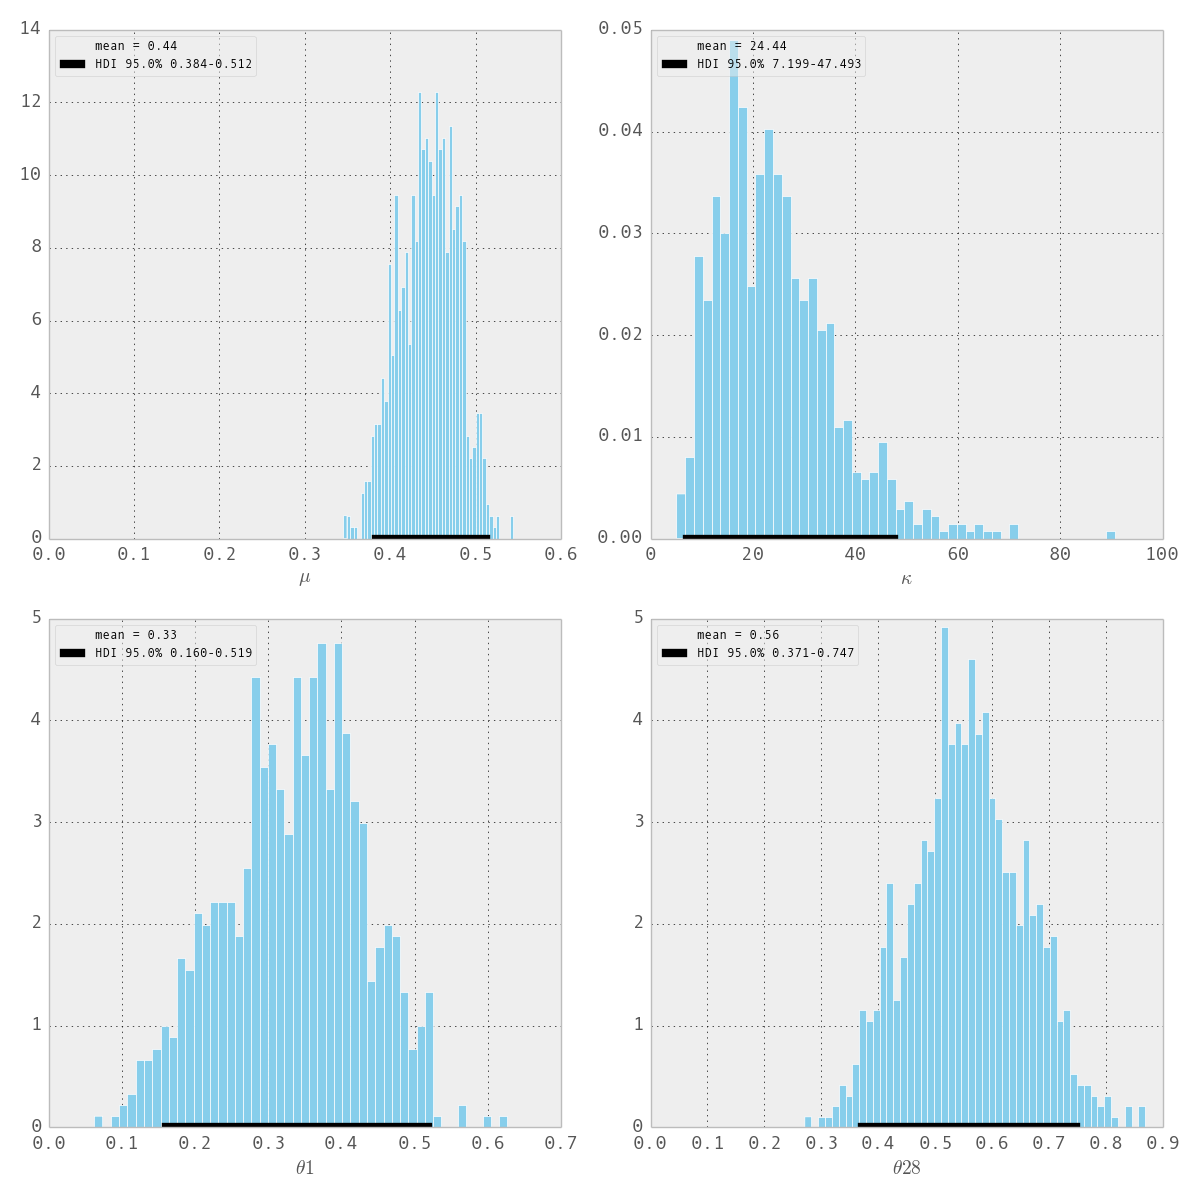 14
12
10
8
6
4
2
0
mean = 0.44
HDI 95.0% 0.384-0.512
0.0 0.1 0.2 0.3 0.4 0.5 0.6
μ
0.05
0.04
0.03
0.02
0.01
0.00
mean = 24.44
HDI 95.0% 7.199-47.493
0 20 40 60 80 100
κ
5
4
3
2
1
0
mean = 0.33
HDI 95.0% 0.160-0.519
0.0 0.1 0.2 0.3 0.4 0.5 0.6 0.7
θ1
5
4
3
2
1
0
mean = 0.56
HDI 95.0% 0.371-0.747
0.0 0.1 0.2 0.3 0.4 0.5 0.6 0.7 0.8 0.9
θ28